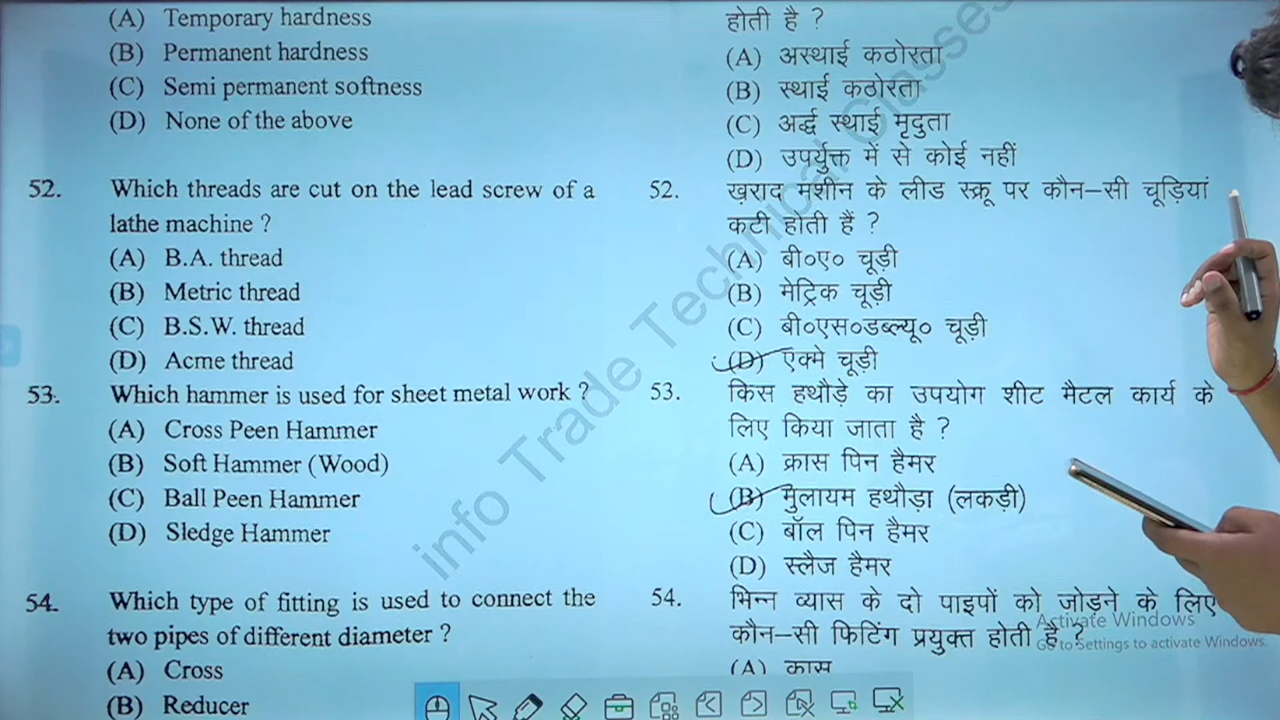 (A) Temporary hardness
(B) Permanent hardness
(C) Semi permanent softness
(D) None of the above
52. Which threads are cut on the lead screw of a
lathe machine ?
(A) B.A. thread
(B) Metric thread
(C) B.S.W. thread
(D) Acme thread
53. Which hammer is used for sheet metal work ?
(A) Cross Peen Hammer
(B) Soft Hammer (Wood)
(C) Ball Peen Hammer
(D) Sledge Hammer
54. Which type of fitting is used to connect the
two pipes of different diameter ?
(A) Cross
(B) Reducer
होती है ?
(A) अस्थाई कठोरता
(B) स्थाई कठोरता
(C) अर्द्ध स्थाई मृदुता
(D) उपर्युक्त में से कोई नहीं
52. ख़राद मशीन के लीड स्क्रू पर कौन–सी चूड़ियां
कटी होती हैं ?
(A) बी०ए० चूड़ी
(B) मेट्रिक चूड़ी
(C) बी०एस०डब्ल्यू० चूड़ी
(D) एक्मे चूड़ी
53. किस हथौड़े का उपयोग शीट मैटल कार्य के
लिए किया जाता है ?
(A) क्रास पिन हैमर
(B) मुलायम हथौड़ा (लकड़ी)
(C) बॉल पिन हैमर
(D) स्लैज हैमर
54. भिन्न व्यास के दो पाइपों को जोड़ने के लिए
कौन–सी फिटिंग प्रयुक्त होती है ?
(A) कास
info Trade Technical Classes
Activate Windows
Go to Settings to activate Windows.